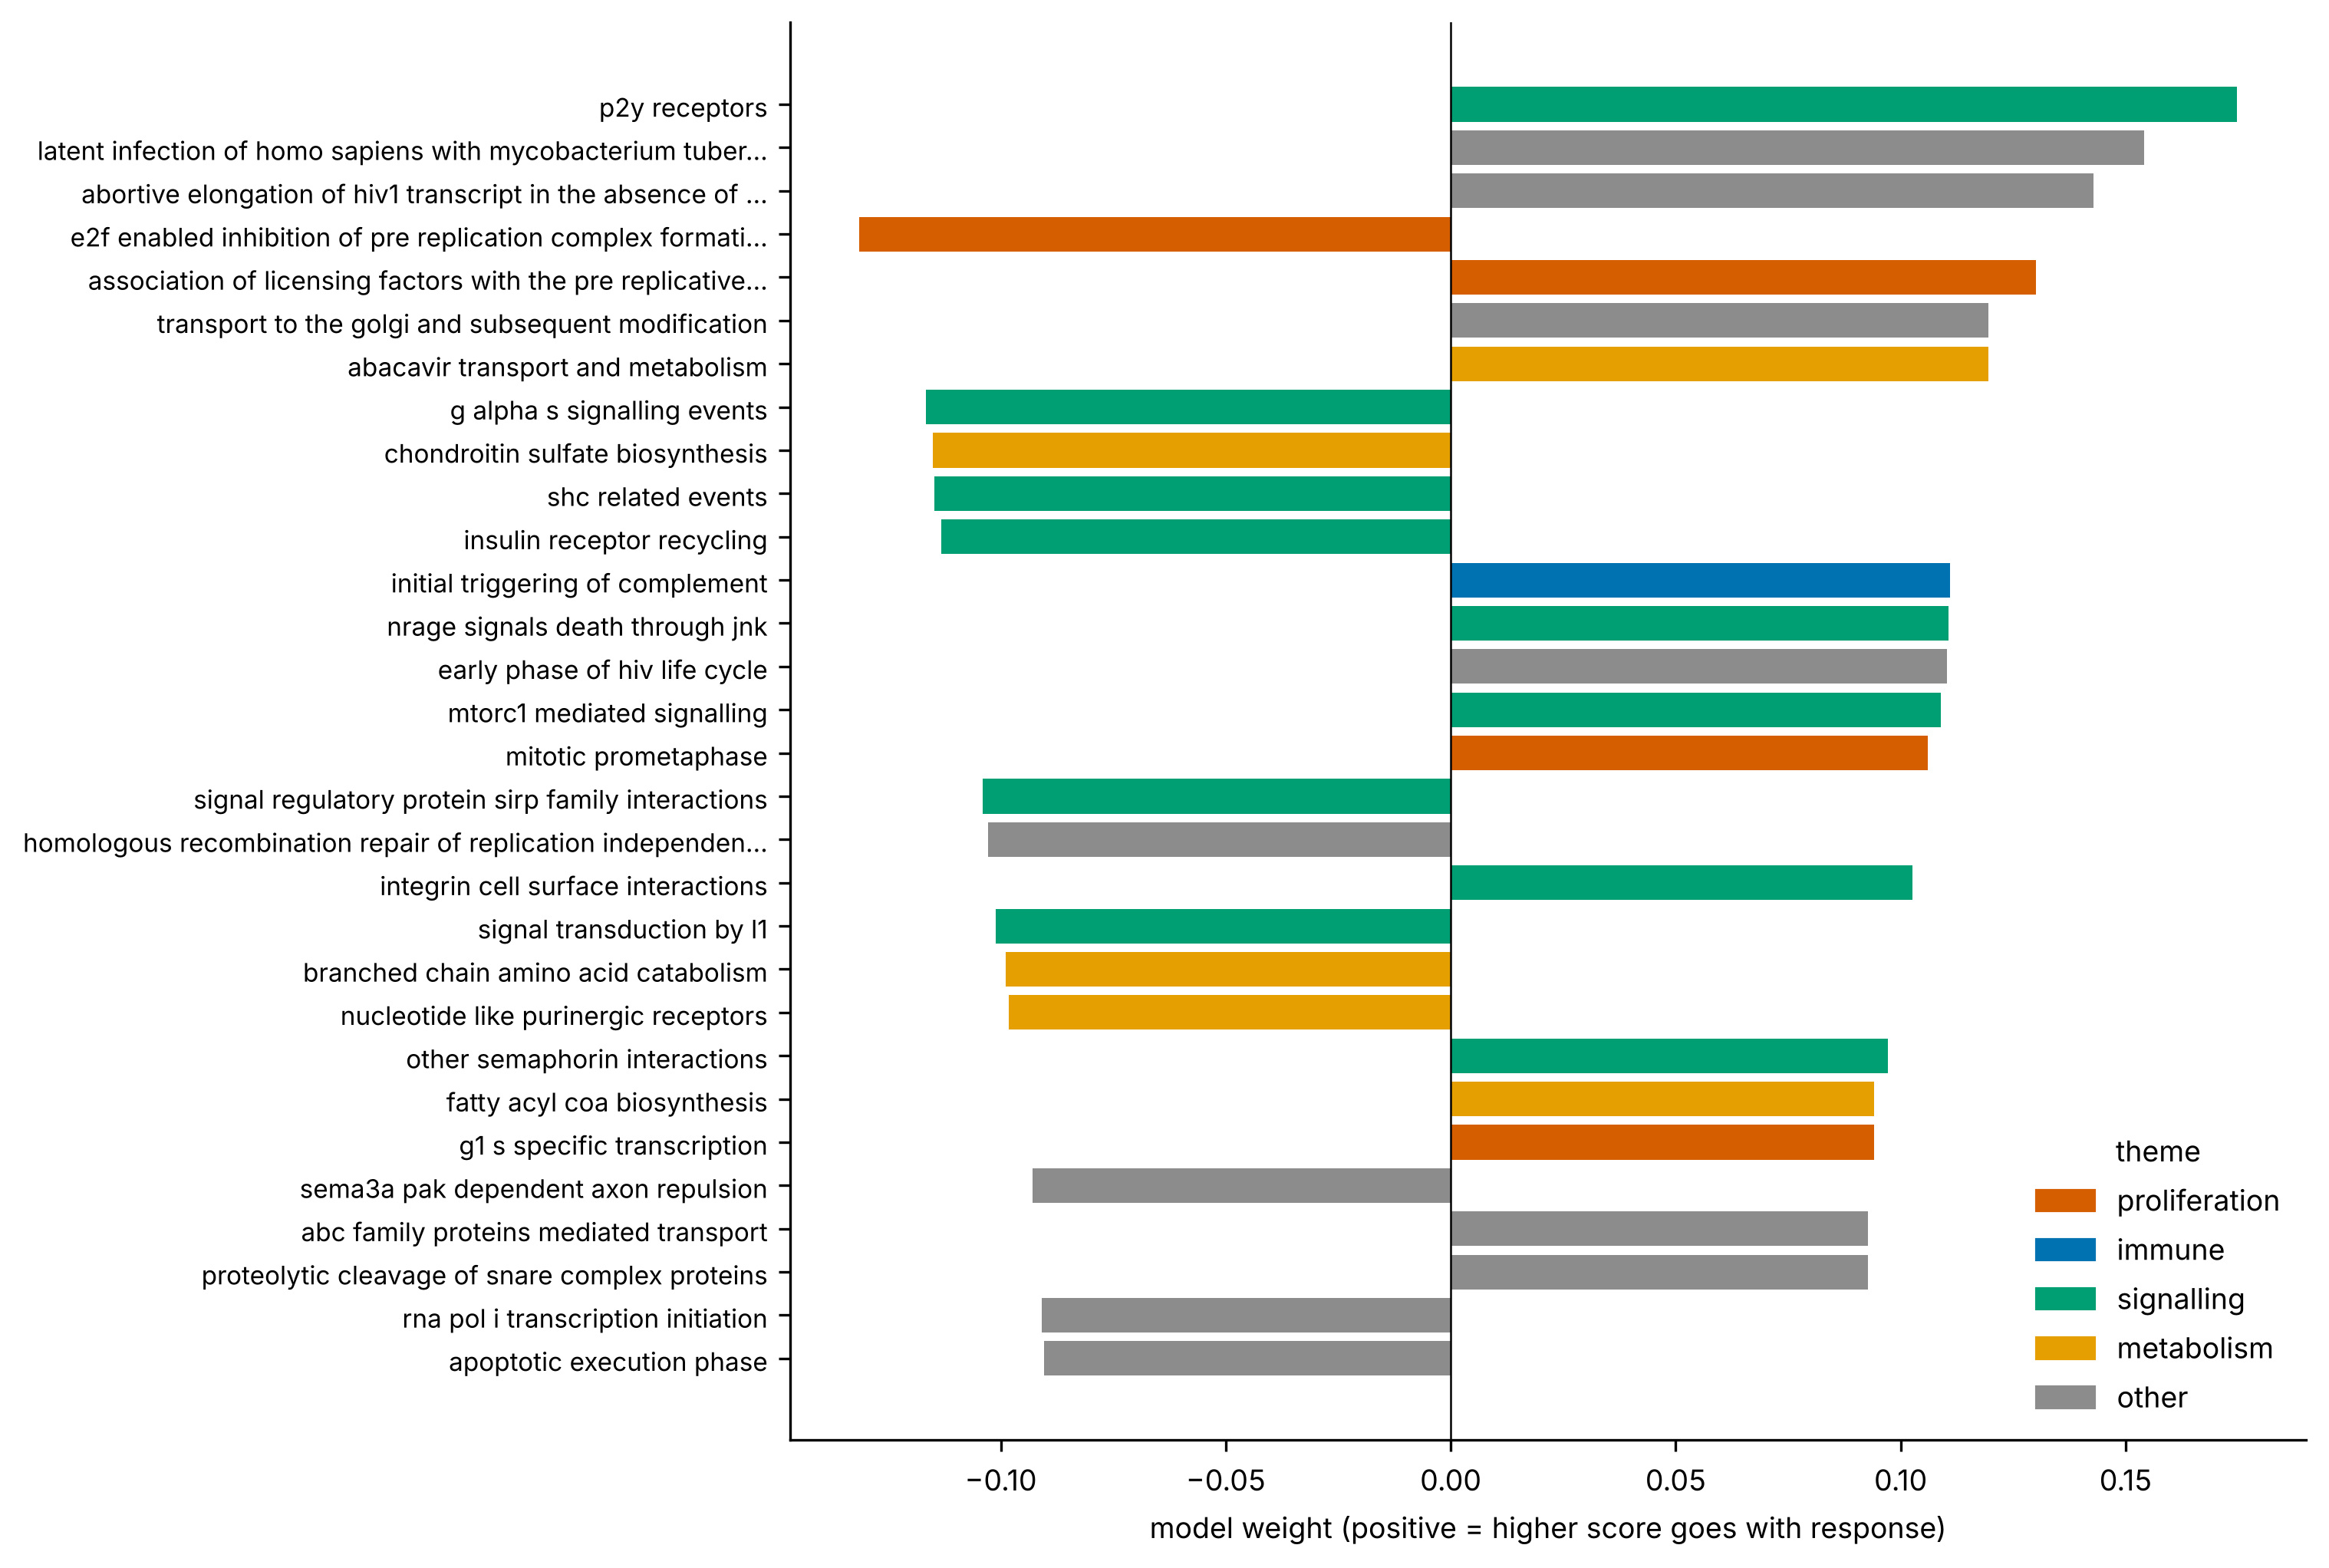 p2y receptors
latent infection of homo sapiens with mycobacterium tuber...
abortive elongation of hiv1 transcript in the absence of ...
e2f enabled inhibition of pre replication complex formati...
association of licensing factors with the pre replicative...
transport to the golgi and subsequent modification
abacavir transport and metabolism
g alpha s signalling events
chondroitin sulfate biosynthesis
shc related events
insulin receptor recycling
initial triggering of complement
nrage signals death through jnk
early phase of hiv life cycle
mtorc1 mediated signalling
mitotic prometaphase
signal regulatory protein sirp family interactions
homologous recombination repair of replication independen...
integrin cell surface interactions
signal transduction by l1
branched chain amino acid catabolism
nucleotide like purinergic receptors
other semaphorin interactions
fatty acyl coa biosynthesis
g1 s specific transcription
sema3a pak dependent axon repulsion
abc family proteins mediated transport
proteolytic cleavage of snare complex proteins
rna pol i transcription initiation
apoptotic execution phase
theme
proliferation
immune
signalling
metabolism
other
−0.10 −0.05 0.00 0.05 0.10 0.15
model weight (positive = higher score goes with response)